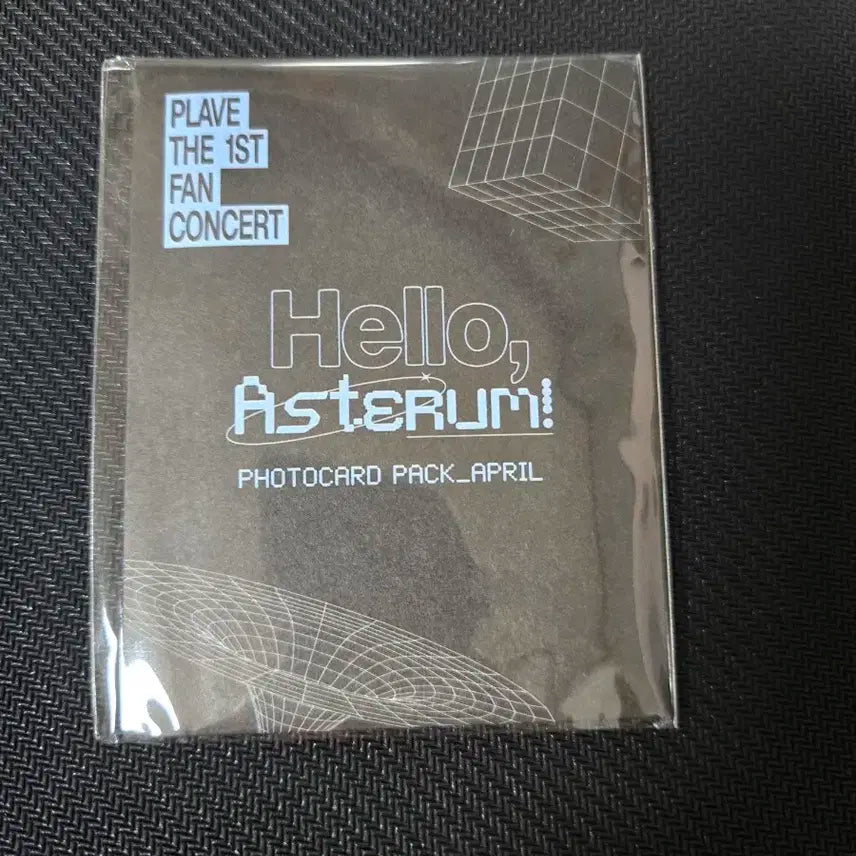 PLAVE
THE 1ST
FAN
CONCERT
Hello,
Asterum!
PHOTOCARD PACK_APRIL